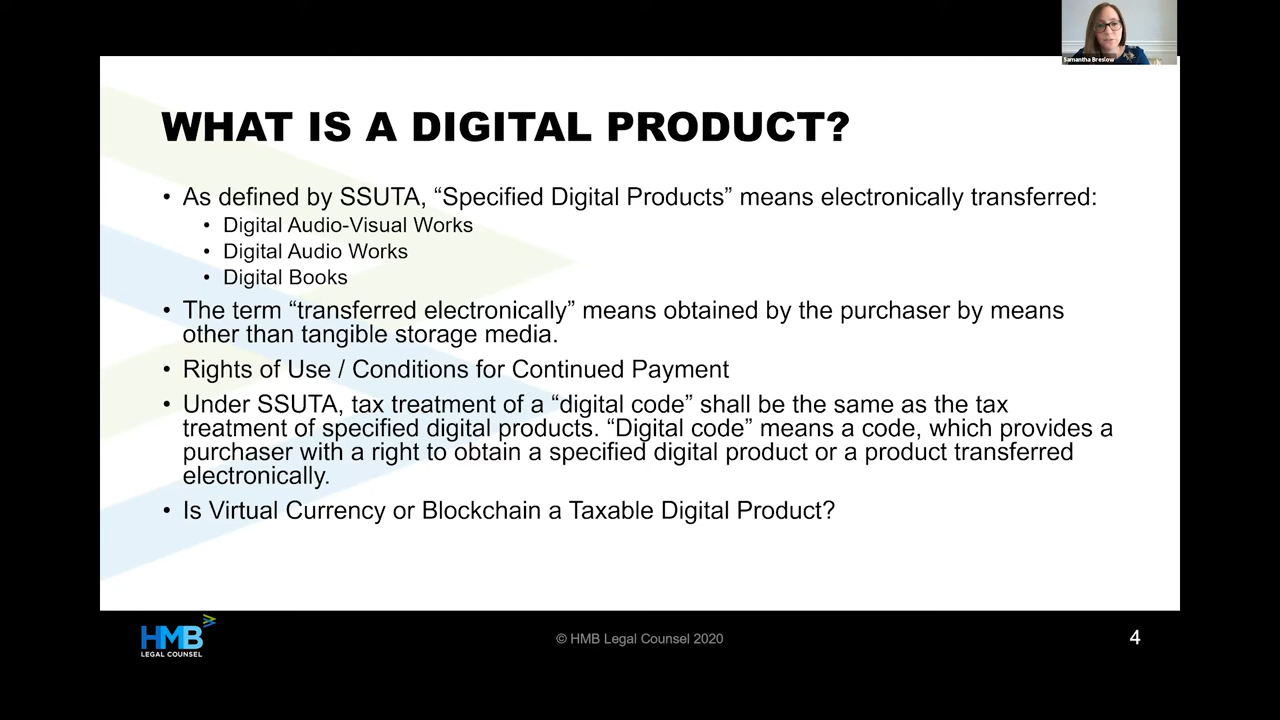 Samantha Breslow
WHAT IS A DIGITAL PRODUCT?
• As defined by SSUTA, “Specified Digital Products” means electronically transferred:
• Digital Audio-Visual Works
• Digital Audio Works
• Digital Books
• The term “transferred electronically” means obtained by the purchaser by means
other than tangible storage media.
• Rights of Use / Conditions for Continued Payment
• Under SSUTA, tax treatment of a “digital code” shall be the same as the tax
treatment of specified digital products. “Digital code” means a code, which provides a
purchaser with a right to obtain a specified digital product or a product transferred
electronically.
• Is Virtual Currency or Blockchain a Taxable Digital Product?
HMB
LEGAL COUNSEL
© HMB Legal Counsel 2020
4